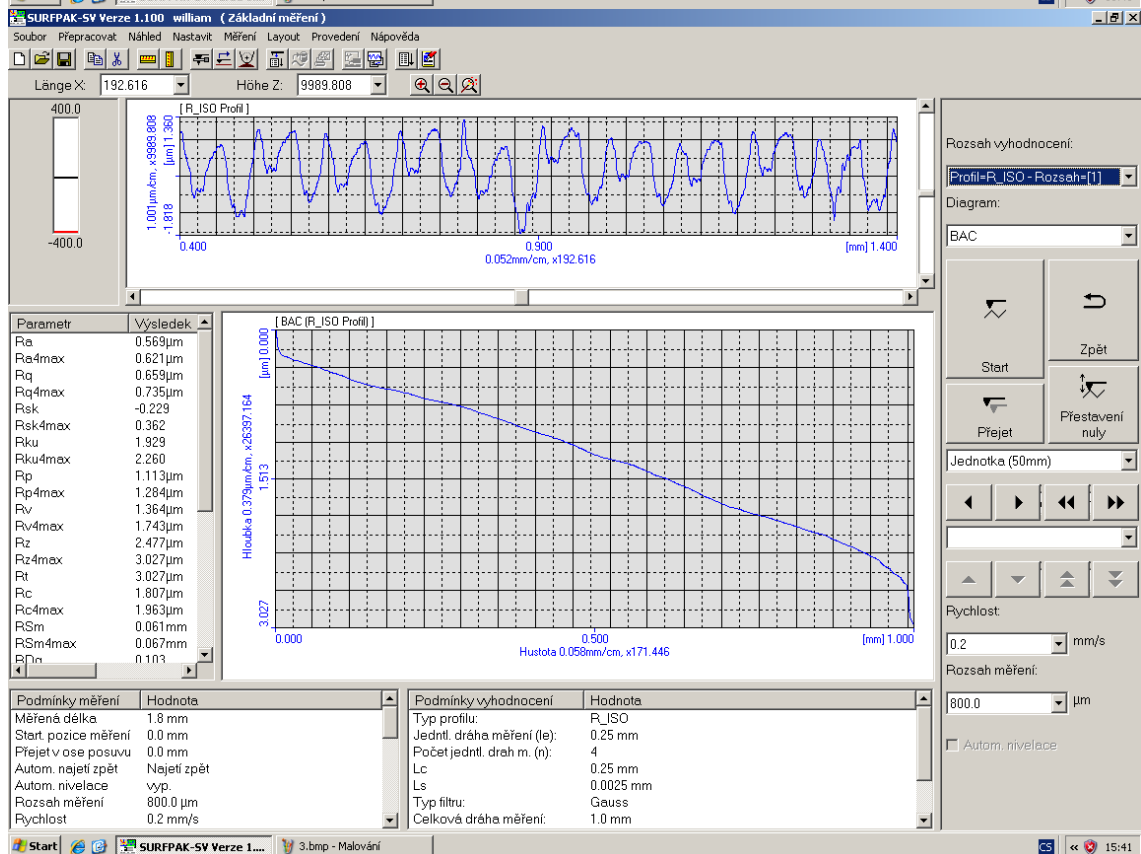 SURFPAK-SV Verze 1.100 william ( Základní měření )
Soubor Přepracovat Náhled Nastavit Měření Layout Provedení Nápověda
Länge X: 192.616 Höhe Z: 9989.808
400.0
-400.0
[ R_ISO Profil ]
1.001µm/cm, x9989.808
-1.818 [µm] 1.360
0.400 0.900 [mm] 1.400
0.052mm/cm, x192.616
Parametr Výsledek
Ra 0.569µm
Ra4max 0.621µm
Rq 0.659µm
Rq4max 0.735µm
Rsk -0.229
Rsk4max 0.362
Rku 1.929
Rku4max 2.260
Rp 1.113µm
Rp4max 1.284µm
Rv 1.364µm
Rv4max 1.743µm
Rz 2.477µm
Rz4max 3.027µm
Rt 3.027µm
Rc 1.807µm
Rc4max 1.963µm
RSm 0.061mm
RSm4max 0.067mm
RDq 0.103
[ BAC (R_ISO Profil) ]
Hloubka 0.379µm/cm, x26397.164
3.027 1.513 [µm] 0.000
0.000 0.500 [mm] 1.000
Hustota 0.058mm/cm, x171.446
Rozsah vyhodnocení:
Profil=R_ISO - Rozsah=[1]
Diagram:
BAC
Start
Zpět
Přejet
Přestavení
nuly
Jednotka (50mm)
Rychlost:
0.2 mm/s
Rozsah měření:
800.0 µm
Autom. nivelace
Podmínky měření Hodnota
Měřená délka 1.8 mm
Start. pozice měření 0.0 mm
Přejet v ose posuvu 0.0 mm
Autom. najetí zpět Najetí zpět
Autom. nivelace vyp.
Rozsah měření 800.0 µm
Rychlost 0.2 mm/s
Podmínky vyhodnocení Hodnota
Typ profilu: R_ISO
Jedntl. dráha měření (le): 0.25 mm
Počet jedntl. drah m. (n): 4
Lc 0.25 mm
Ls 0.0025 mm
Typ filtru: Gauss
Celková dráha měření: 1.0 mm
Start SURFPAK-SV Verze 1.... 3.bmp - Malování CS 15:41